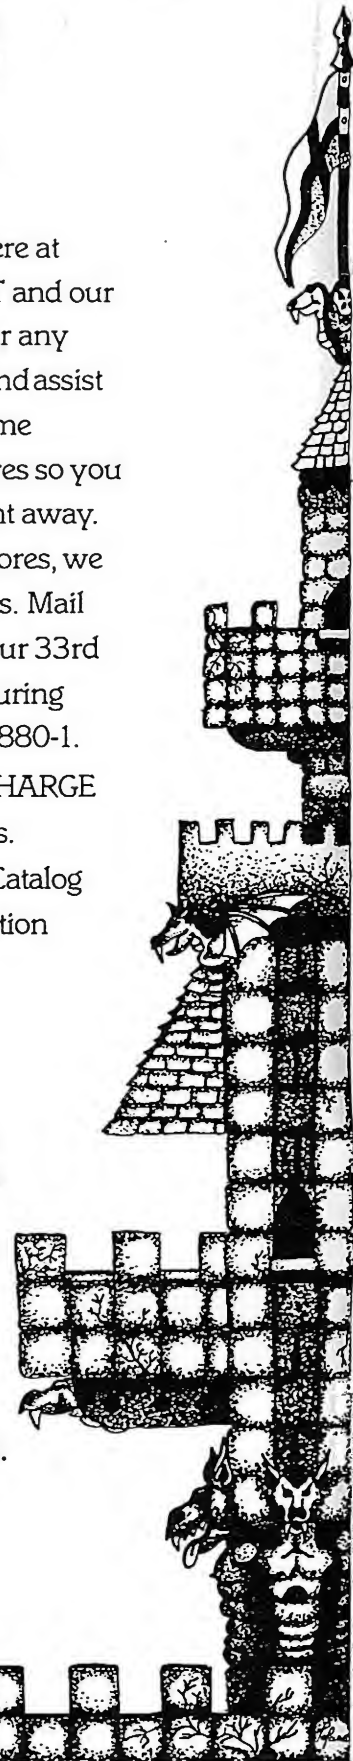 ere at
and our
r any
nd assist
me
res so you
nt away.
ores, we
s. Mail
ur 33rd
uring
880-1.
HARGE
s.
Catalog
tion
.